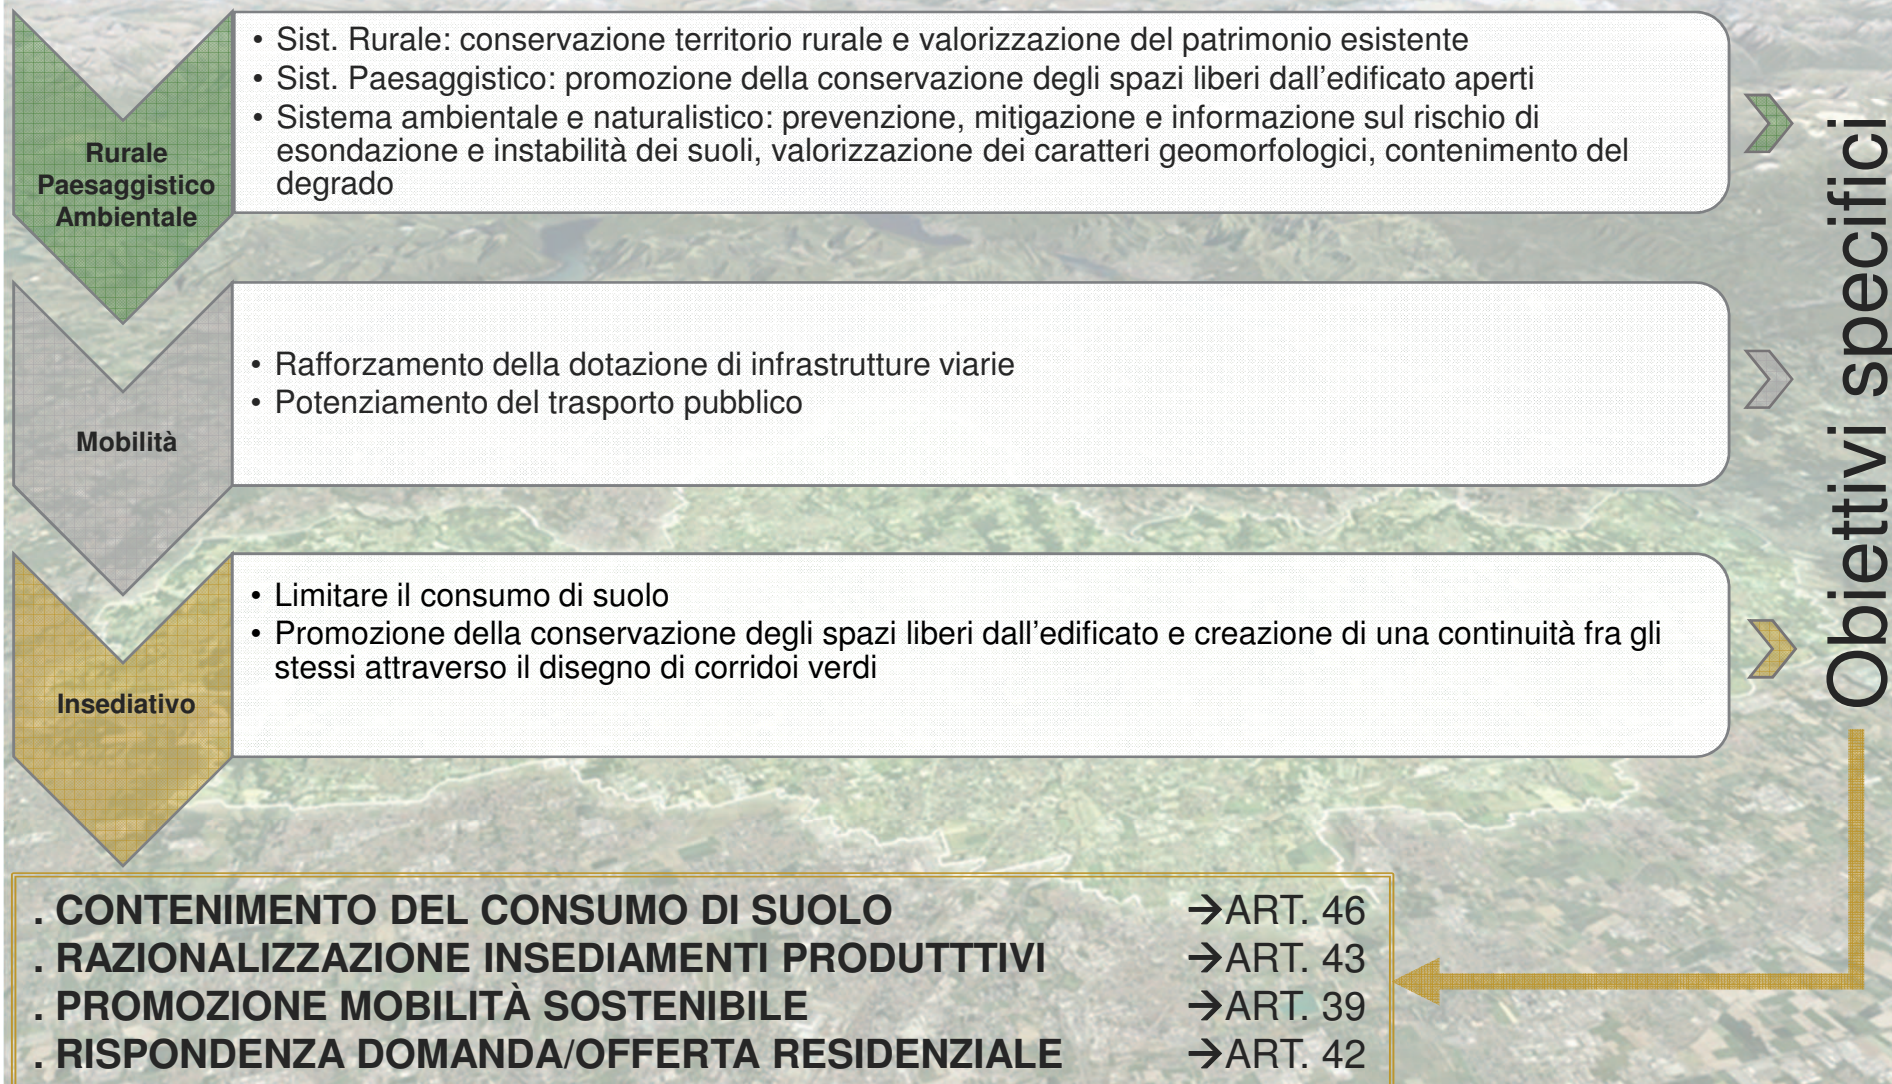 Rurale
Paesaggistico
Ambientale
• Sist. Rurale: conservazione territorio rurale e valorizzazione del patrimonio esistente
• Sist. Paesaggistico: promozione della conservazione degli spazi liberi dall'edificato aperti
• Sistema ambientale e naturalistico: prevenzione, mitigazione e informazione sul rischio di
esondazione e instabilità dei suoli, valorizzazione dei caratteri geomorfologici, contenimento del
degrado
Mobilità
• Rafforzamento della dotazione di infrastrutture viarie
• Potenziamento del trasporto pubblico
Insediativo
• Limitare il consumo di suolo
• Promozione della conservazione degli spazi liberi dall'edificato e creazione di una continuità fra gli
stessi attraverso il disegno di corridoi verdi
Obiettivi specifici
. CONTENIMENTO DEL CONSUMO DI SUOLO →ART. 46
. RAZIONALIZZAZIONE INSEDIAMENTI PRODUTTTIVI →ART. 43
. PROMOZIONE MOBILITÀ SOSTENIBILE →ART. 39
. RISPONDENZA DOMANDA/OFFERTA RESIDENZIALE →ART. 42